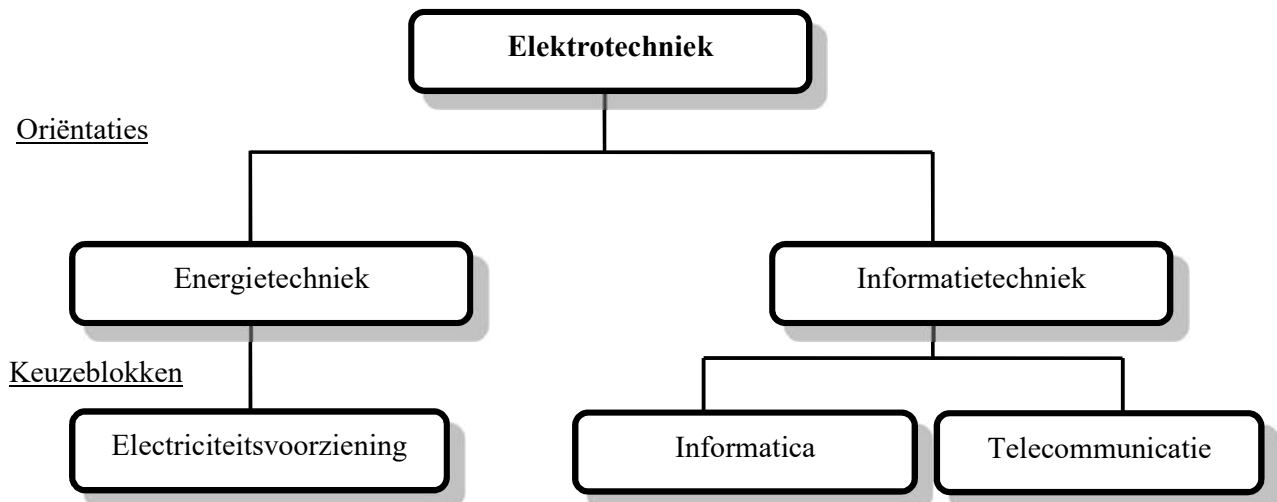 Elektrotechniek
Oriëntaties
Energietechniek
Informatietechniek
Keuzeblokken
Electriciteitsvoorziening
Informatica
Telecommunicatie